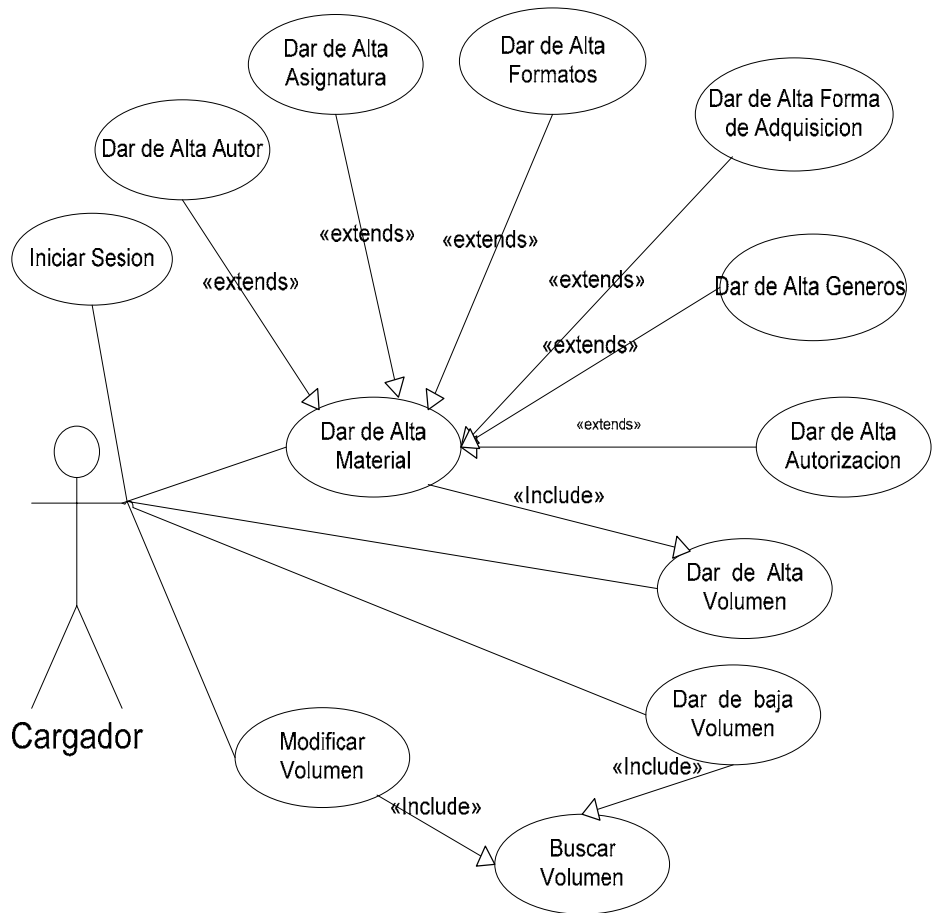 Dar de Alta
Asignatura
Dar de Alta
Formatos
Dar de Alta Forma
de Adquisicion
Dar de Alta Autor
Iniciar Sesion
«extends»
«extends»
«extends»
«extends»
Dar de Alta Generos
«extends»
Dar de Alta
Material
«extends»
Dar de Alta
Autorizacion
«Include»
Dar de Alta
Volumen
Cargador
Dar de baja
Volumen
Modificar
Volumen
«Include»
«Include»
Buscar
Volumen